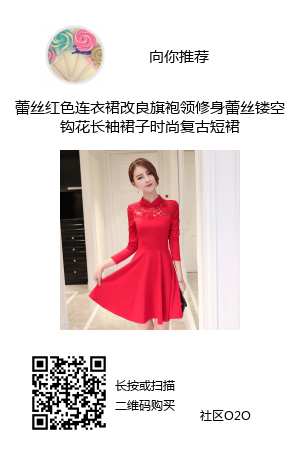 向你推荐
蕾丝红色连衣裙改良旗袍领修身蕾丝镂空
钩花长袖裙子时尚复古短裙
长按或扫描
二维码购买
社区O2O